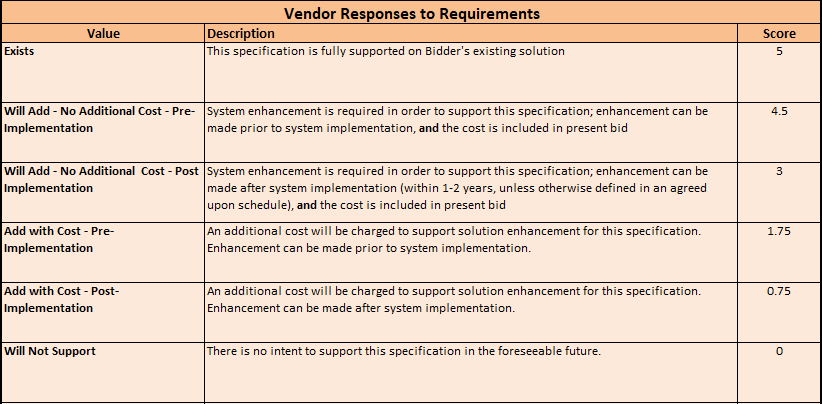 Vendor Responses to Requirements
Value Description Score
Exists This specification is fully supported on Bidder's existing solution 5
Will Add - No Additional Cost - Pre- System enhancement is required in order to support this specification; enhancement can be 4.5
Implementation made prior to system implementation, and the cost is included in present bid
Will Add - No Additional  Cost - Post System enhancement is required in order to support this specification; enhancement can be 3
Implementation made after system implementation (within 1-2 years, unless otherwise defined in an agreed
upon schedule), and the cost is included in present bid
Add with Cost - Pre- An additional cost will be charged to support solution enhancement for this specification. 1.75
Implementation Enhancement can be made prior to system implementation.
Add with Cost - Post- An additional cost will be charged to support solution enhancement for this specification. 0.75
Implementation Enhancement can be made after system implementation.
Will Not Support There is no intent to support this specification in the foreseeable future. 0